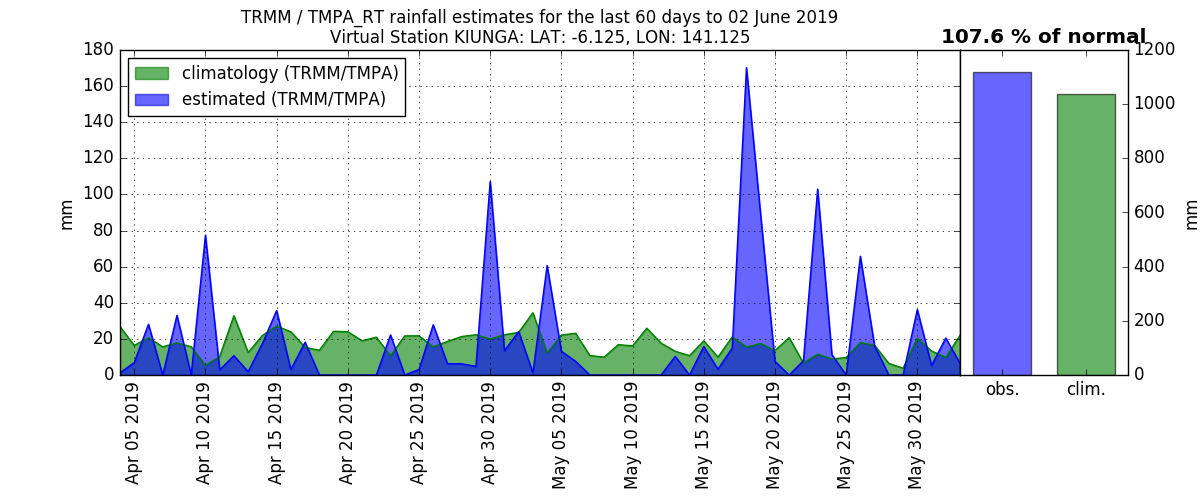 TRMM / TMPA_RT rainfall estimates for the last 60 days to 02 June 2019
Virtual Station KIUNGA: LAT: -6.125, LON: 141.125
107.6 % of normal
climatology (TRMM/TMPA)
estimated (TRMM/TMPA)
mm
180
160
140
120
100
80
60
40
20
0
Apr 05 2019
Apr 10 2019
Apr 15 2019
Apr 20 2019
Apr 25 2019
Apr 30 2019
May 05 2019
May 10 2019
May 15 2019
May 20 2019
May 25 2019
May 30 2019
obs.
clim.
1200
1000
800
600
400
200
0
mm